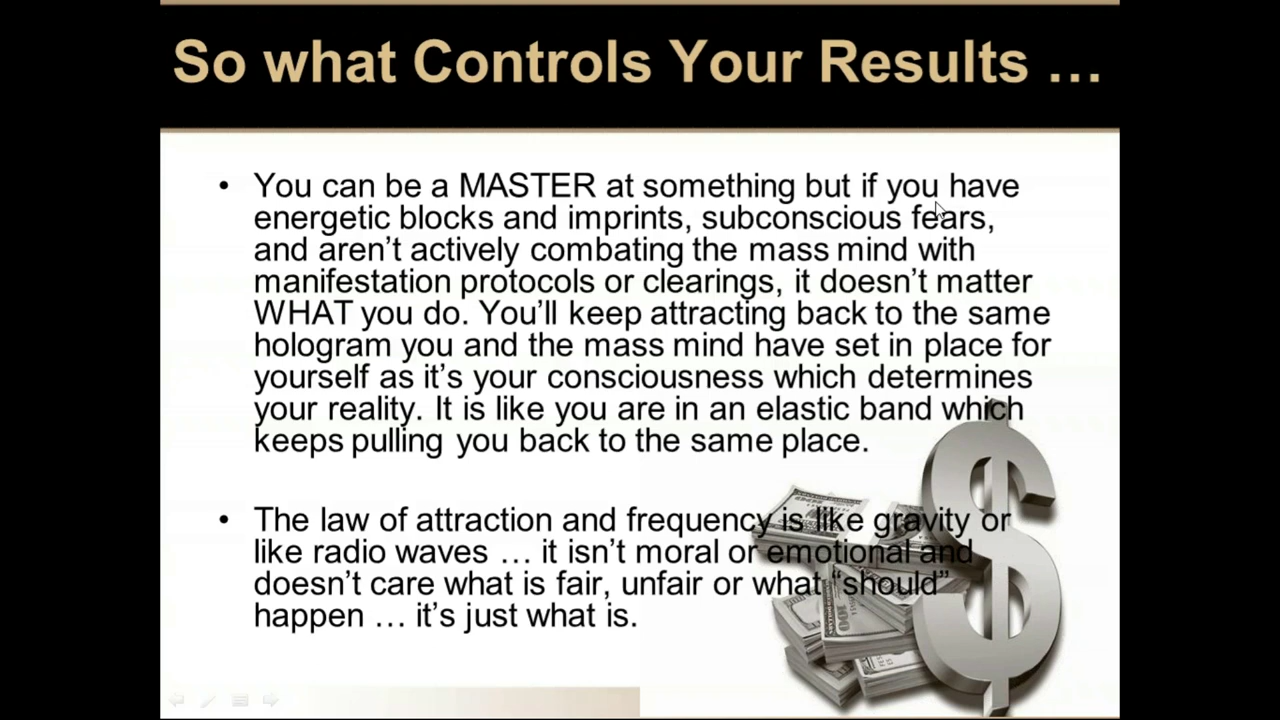 So what Controls Your Results …
• You can be a MASTER at something but if you have
energetic blocks and imprints, subconscious fears,
and aren't actively combating the mass mind with
manifestation protocols or clearings, it doesn't matter
WHAT you do. You'll keep attracting back to the same
hologram you and the mass mind have set in place for
yourself as it's your consciousness which determines
your reality. It is like you are in an elastic band which
keeps pulling you back to the same place.
• The law of attraction and frequency is like gravity or
like radio waves … it isn't moral or emotional and
doesn't care what is fair, unfair or what “should”
happen … it's just what is.